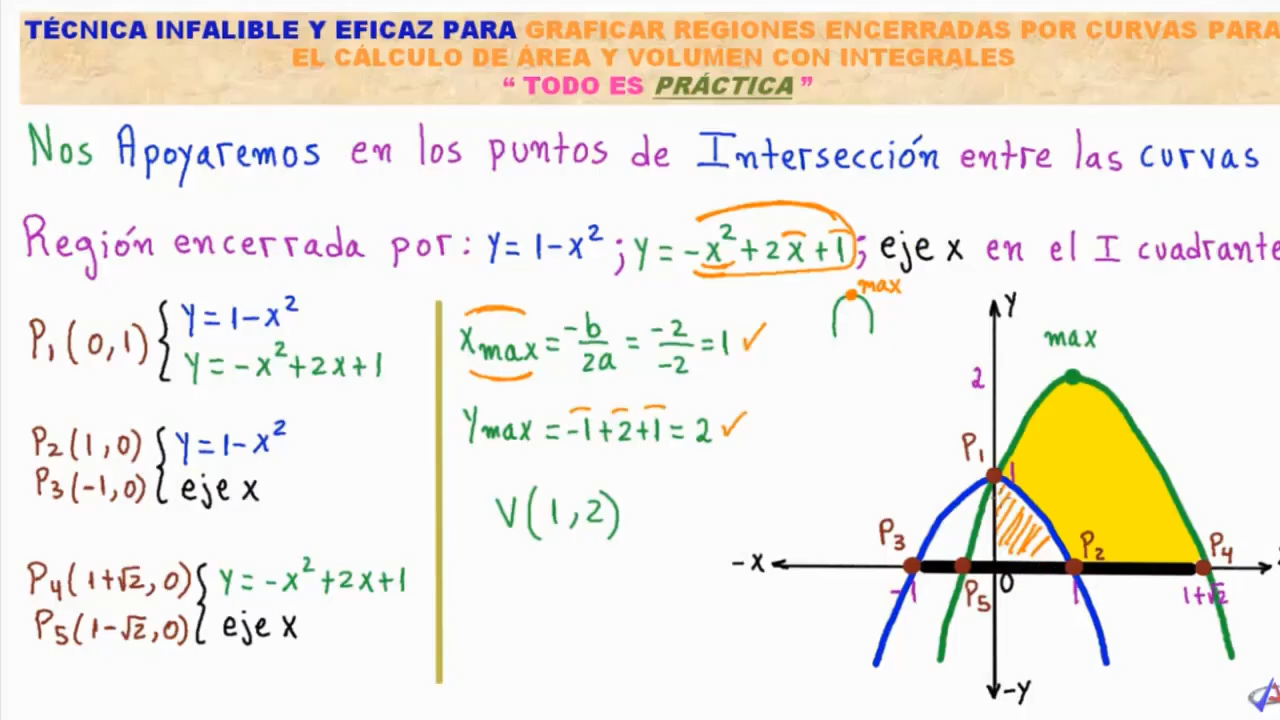 TÉCNICA INFALIBLE Y EFICAZ PARA GRAFICAR REGIONES ENCERRADAS POR CURVAS PARA
EL CÁLCULO DE ÁREA Y VOLUMEN CON INTEGRALES
“ TODO ES PRÁCTICA ”
Nos Apoyaremos en los puntos de Intersección entre las curvas
Región encerrada por: y = 1-x² ; y = -x²+2x+1 ; eje x en el I cuadrante
P₁(0,1) { y = 1-x²
y = -x²+2x+1
P₂(1,0) { y = 1-x²
P₃(-1,0) eje x
P₄(1+√2,0) { y = -x²+2x+1
P₅(1-√2,0) eje x
max
x max = -b/2a = -2/-2 = 1 ✓
y max = -1+2+1 = 2 ✓
V(1,2)
y
max
2
P₁
1
P₃
P₂
P₄
-x
-1
P₅
0
1
1+√2
-y